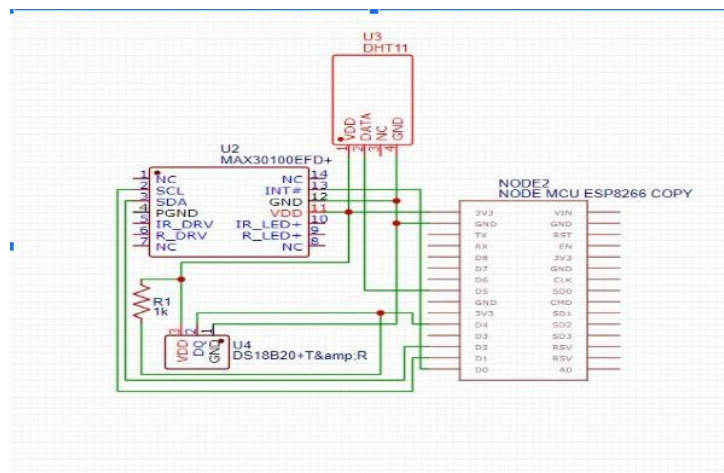 U3
DHT11
VDD
DATA
NC
GND
1
2
3
4
U2
MAX30100EFD+
1 NC NC 14
2 SCL INT# 13
3 SDA GND 12
4 PGND VDD 11
5 IR_DRV IR_LED+ 10
6 R_DRV R_LED+ 9
7 NC NC 8
NODE2
NODE MCU ESP8266 COPY
3V3 VIN
GND GND
TX RST
RX EN
D8 3V3
D7 GND
D6 CLK
D5 SD0
GND CMD
3V3 SD1
D4 SD2
D3 SD3
D2 RSV
D1 RSV
D0 A0
R1
1k
3
2
1
VDD
DQ
GND
U4
DS18B20+T&amp;R